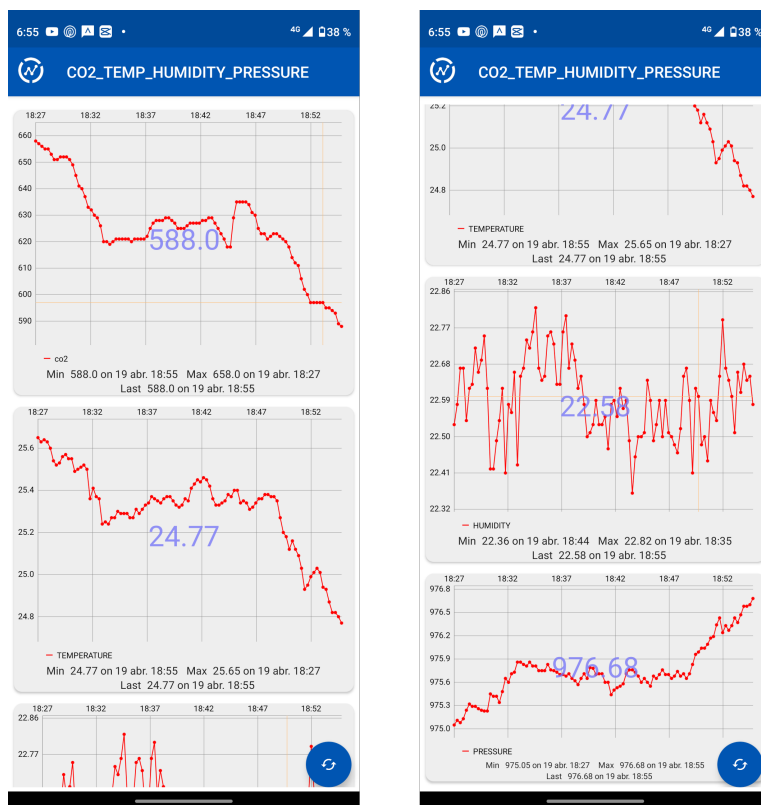 6:55 4G 38 %
CO2_TEMP_HUMIDITY_PRESSURE
18:27 18:32 18:37 18:42 18:47 18:52
660
650
640
630
620
588.0
610
600
590
co2
Min 588.0 on 19 abr. 18:55 Max 658.0 on 19 abr. 18:27
Last 588.0 on 19 abr. 18:55
18:27 18:32 18:37 18:42 18:47 18:52
25.6
25.4
25.2
24.77
25.0
24.8
TEMPERATURE
Min 24.77 on 19 abr. 18:55 Max 25.65 on 19 abr. 18:27
Last 24.77 on 19 abr. 18:55
18:27 18:32 18:37 18:42 18:47 18:52
22.86
22.77
6:55 4G 38 %
CO2_TEMP_HUMIDITY_PRESSURE
25.2
24.77
25.0
24.8
TEMPERATURE
Min 24.77 on 19 abr. 18:55 Max 25.65 on 19 abr. 18:27
Last 24.77 on 19 abr. 18:55
18:27 18:32 18:37 18:42 18:47 18:52
22.86
22.77
22.68
22.59
22.58
22.50
22.41
22.32
HUMIDITY
Min 22.36 on 19 abr. 18:44 Max 22.82 on 19 abr. 18:35
Last 22.58 on 19 abr. 18:55
18:27 18:32 18:37 18:42 18:47 18:52
976.8
976.5
976.2
975.9
976.68
975.6
975.3
975.0
PRESSURE
Min 975.05 on 19 abr. 18:27 Max 976.68 on 19 abr. 18:55
Last 976.68 on 19 abr. 18:55